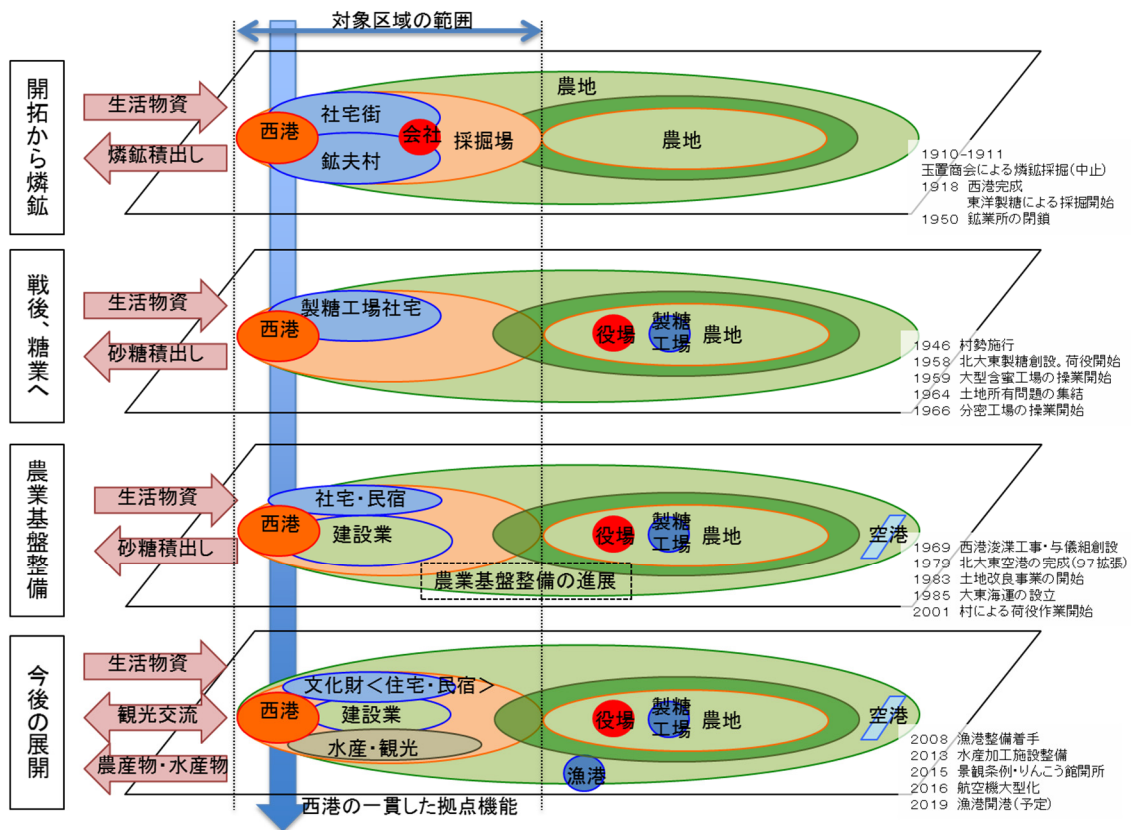 対象区域の範囲
開拓から燐鉱
生活物資
燐鉱積出し
西港
社宅街
鉱夫村
会社
採掘場
農地
農地
1910-1911
玉置商会による燐鉱採掘(中止)
1918 西港完成
東洋製糖による採掘開始
1950 鉱業所の閉鎖
戦後、糖業へ
生活物資
砂糖積出し
西港
製糖工場社宅
役場
製糖
工場
農地
1946 村勢施行
1958 北大東製糖創設。荷役開始
1959 大型含蜜工場の操業開始
1964 土地所有問題の集結
1966 分密工場の操業開始
農業基盤整備
生活物資
砂糖積出し
西港
社宅・民宿
建設業
農業基盤整備の進展
役場
製糖
工場
農地
空港
1969 西港浚渫工事・与儀組創設
1979 北大東空港の完成(97拡張)
1983 土地改良事業の開始
1985 大東海運の設立
2001 村による荷役作業開始
今後の展開
生活物資
観光交流
農産物・水産物
西港
文化財<住宅・民宿>
建設業
水産・観光
役場
製糖
工場
農地
空港
漁港
2008 漁港整備着手
2013 水産加工施設整備
2015 景観条例・りんこう館開所
2016 航空機大型化
2019 漁港開港(予定)
西港の一貫した拠点機能